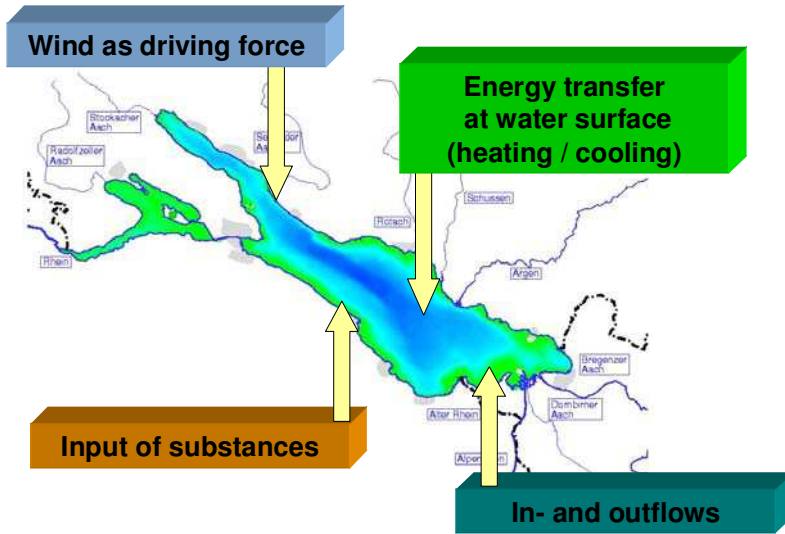 Wind as driving force
Energy transfer
at water surface
(heating / cooling)
Stockacher
Aach
Radolfzeller
Aach
Rotach
Schussen
Rhein
Argen
Bregenzer
Aach
Dornbirner
Aach
Alter Rhein
Input of substances
In- and outflows